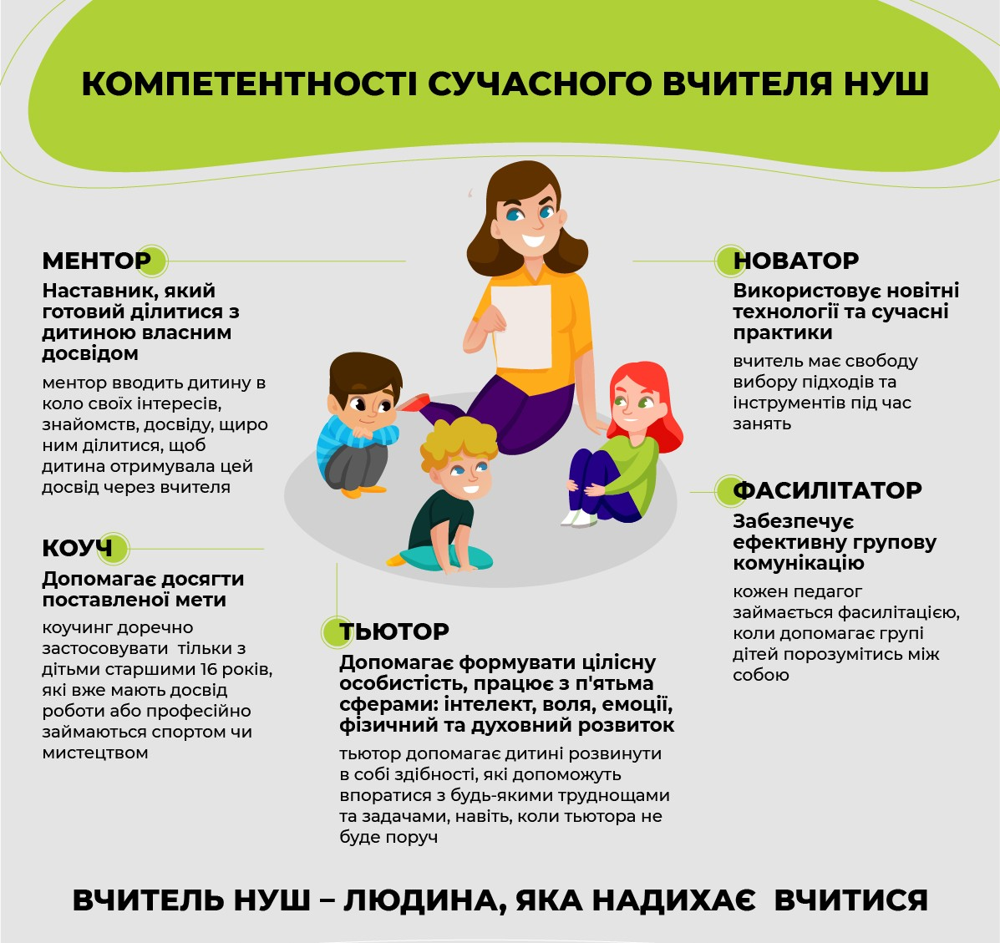 КОМПЕТЕНТНОСТІ СУЧАСНОГО ВЧИТЕЛЯ НУШ
МЕНТОР
Наставник, який
готовий ділитися з
дитиною власним
досвідом
ментор вводить дитину в
коло своїх інтересів,
знайомств, досвіду, щиро
ним ділитися, щоб
дитина отримувала цей
досвід через вчителя
КОУЧ
Допомагає досягти
поставленої мети
коучинг доречно
застосовувати  тільки з
дітьми старшими 16 років,
які вже мають досвід
роботи або професійно
займаються спортом чи
мистецтвом
ТЬЮТОР
Допомагає формувати цілісну
особистість, працює з п'ятьма
сферами: інтелект, воля, емоції,
фізичний та духовний розвиток
тьютор допомагає дитині розвинути
в собі здібності, які допоможуть
впоратися з будь-якими труднощами
та задачами, навіть, коли тьютора не
буде поруч
НОВАТОР
Використовує новітні
технології та сучасні
практики
вчитель має свободу
вибору підходів та
інструментів під час
занять
ФАСИЛІТАТОР
Забезпечує
ефективну групову
комунікацію
кожен педагог
займається фасилітацією,
коли допомагає групі
дітей порозумітись між
собою
ВЧИТЕЛЬ НУШ – ЛЮДИНА, ЯКА НАДИХАЄ  ВЧИТИСЯ